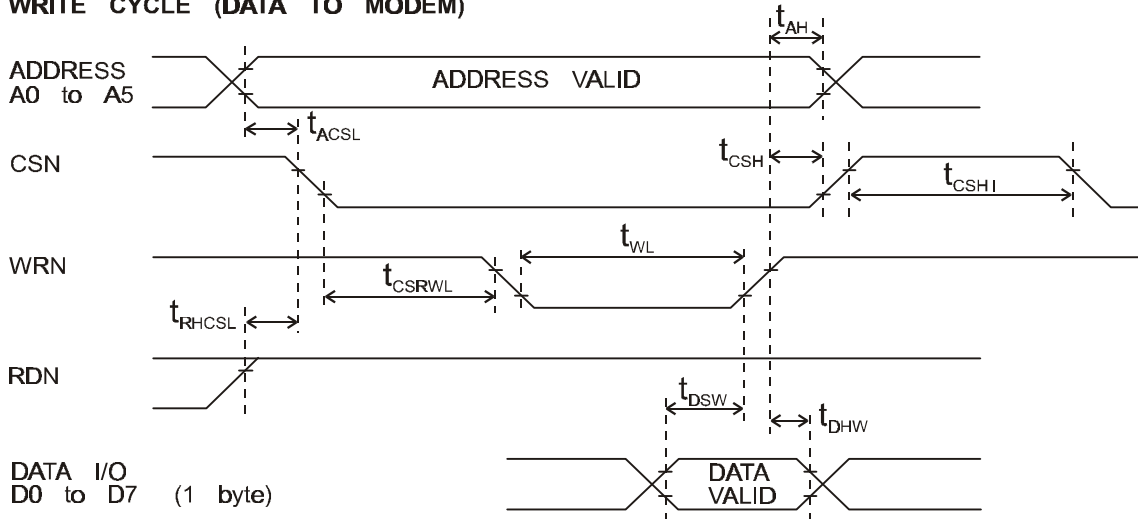 WRITE CYCLE (DATA TO MODEM)
tAH
ADDRESS
A0 to A5
ADDRESS VALID
tACSL
CSN
tCSH
tCSHI
WRN
tWL
tCSRWL
tRHCSL
RDN
tDSW
tDHW
DATA I/O
D0 to D7 (1 byte)
DATA
VALID